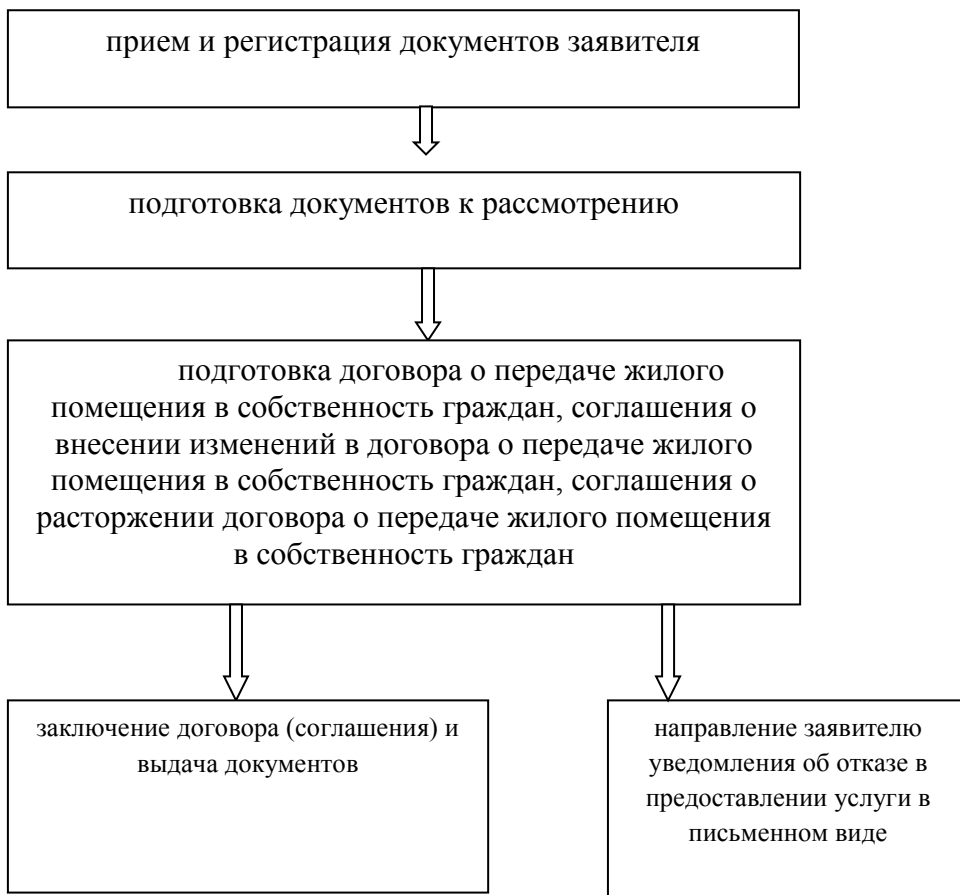 прием и регистрация документов заявителя
подготовка документов к рассмотрению
подготовка договора о передаче жилого
помещения в собственность граждан, соглашения о
внесении изменений в договора о передаче жилого
помещения в собственность граждан, соглашения о
расторжении договора о передаче жилого помещения
в собственность граждан
заключение договора (соглашения) и
выдача документов
направление заявителю
уведомления об отказе в
предоставлении услуги в
письменном виде